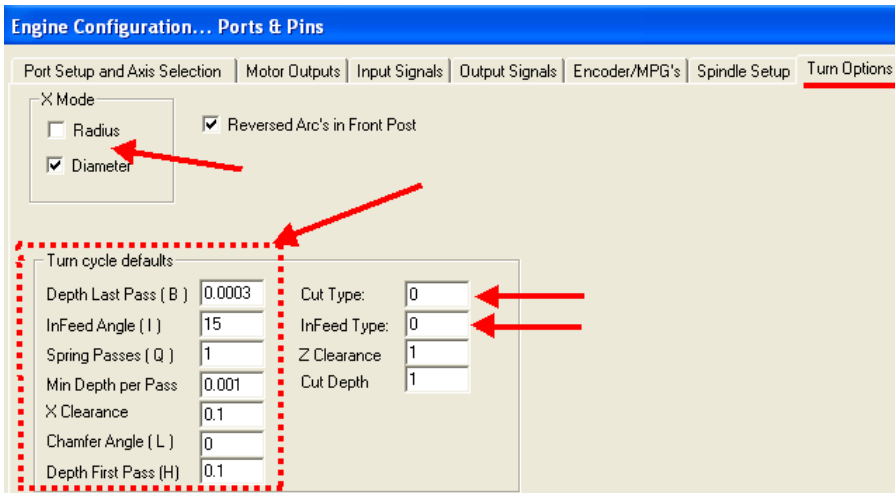 Engine Configuration... Ports & Pins
Port Setup and Axis Selection Motor Outputs Input Signals Output Signals Encoder/MPG's Spindle Setup Turn Options
X Mode
Radius
Reversed Arc's in Front Post
Diameter
Turn cycle defaults
Depth Last Pass ( B ) 0.0003 Cut Type: 0
InFeed Angle ( I ) 15 InFeed Type: 0
Spring Passes ( Q ) 1 Z Clearance 1
Min Depth per Pass 0.001 Cut Depth 1
X Clearance 0.1
Chamfer Angle ( L ) 0
Depth First Pass (H) 0.1